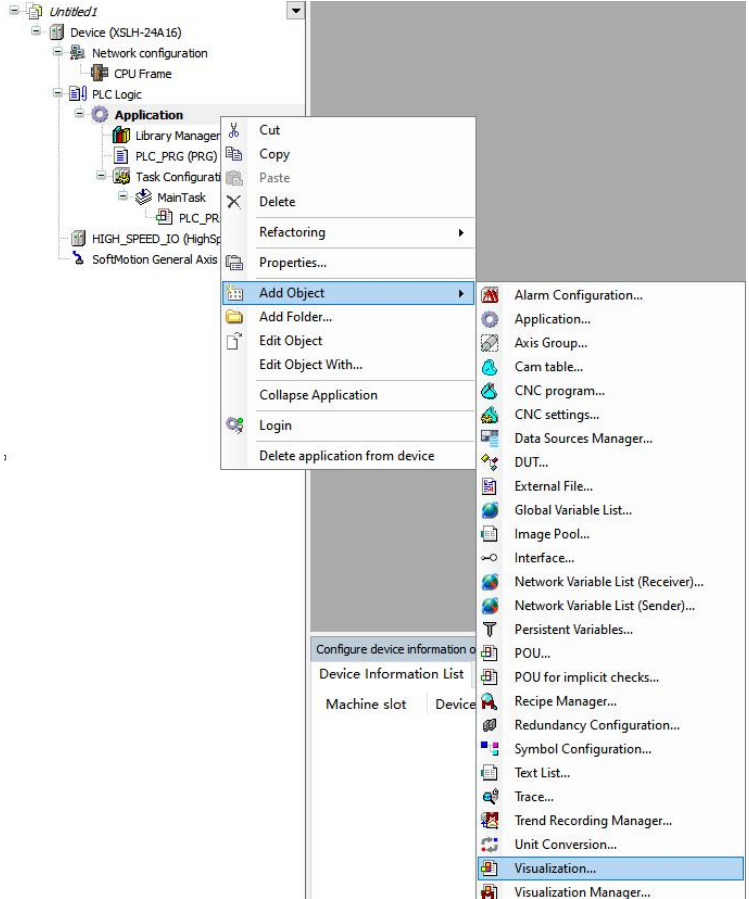 Untitled1
Device (XSLH-24A16)
Network configuration
CPU Frame
PLC Logic
Application
Library Manager
PLC_PRG (PRG)
Task Configurati
MainTask
PLC_PR
HIGH_SPEED_IO (HighSp
SoftMotion General Axis
Cut
Copy
Paste
Delete
Refactoring
Properties...
Add Object
Add Folder...
Edit Object
Edit Object With...
Collapse Application
Login
Delete application from device
Alarm Configuration...
Application...
Axis Group...
Cam table...
CNC program...
CNC settings...
Data Sources Manager...
DUT...
External File...
Global Variable List...
Image Pool...
Interface...
Network Variable List (Receiver)...
Network Variable List (Sender)...
Persistent Variables...
POU...
POU for implicit checks...
Recipe Manager...
Redundancy Configuration...
Symbol Configuration...
Text List...
Trace...
Trend Recording Manager...
Unit Conversion...
Visualization...
Visualization Manager...
Configure device information o
Device Information List
Machine slot Device